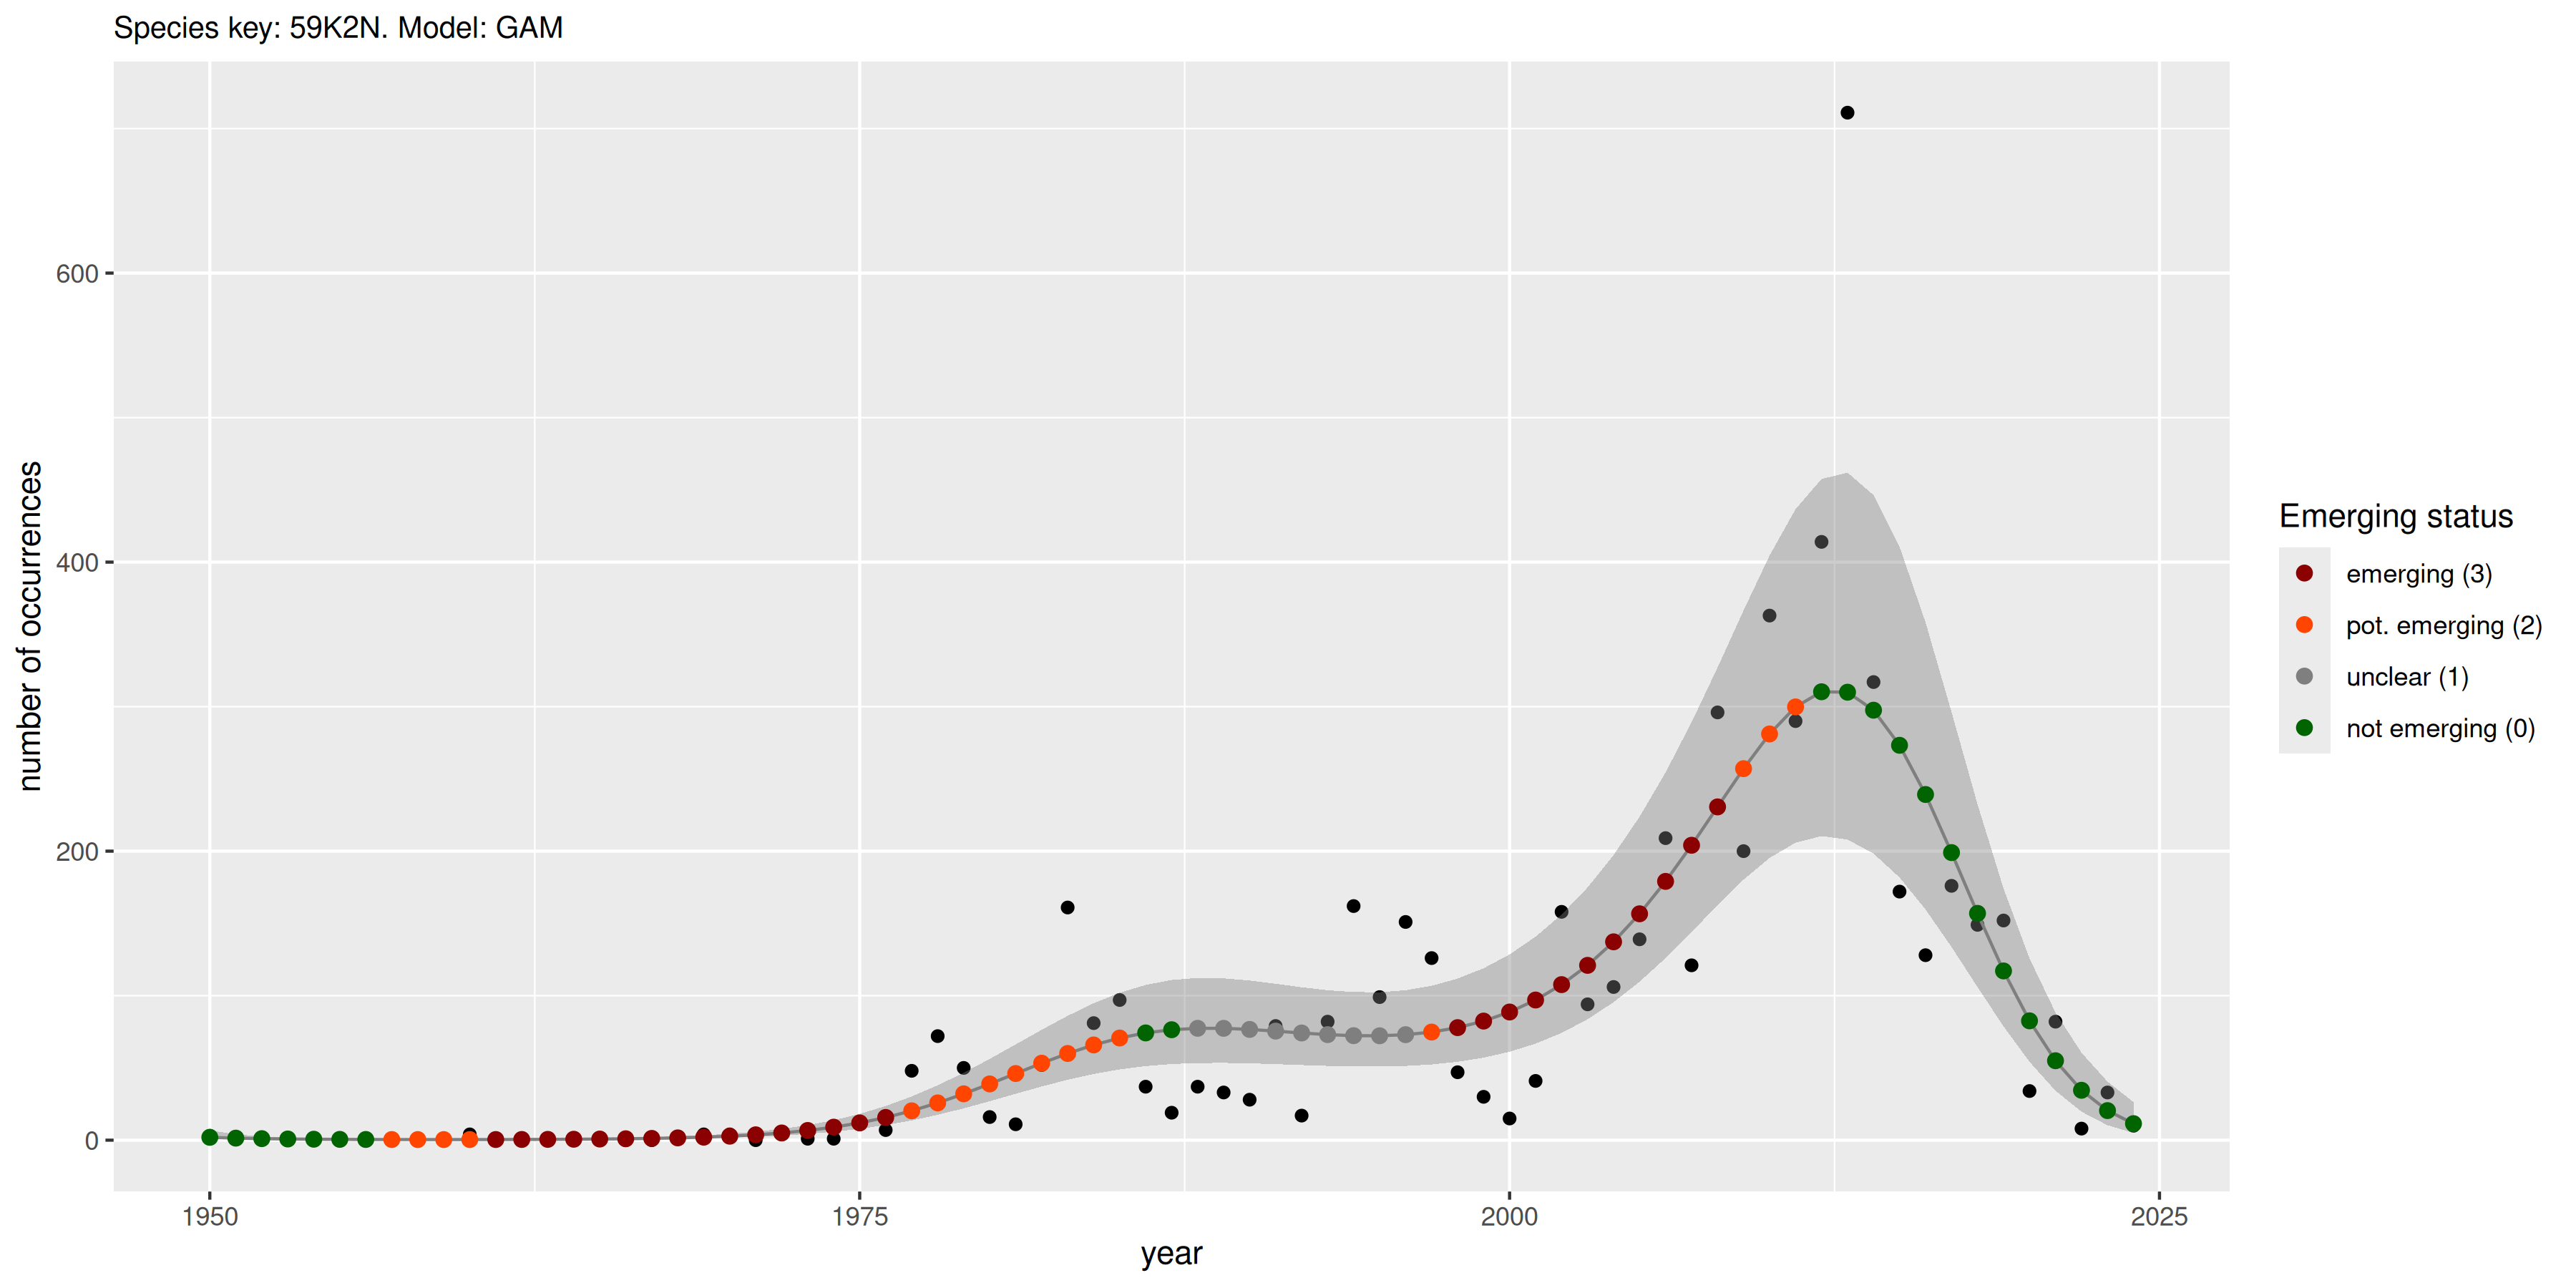 Species key: 59K2N. Model: GAM
number of occurrences
600
400
200
0
1950
1975
2000
2025
year
Emerging status
emerging (3)
pot. emerging (2)
unclear (1)
not emerging (0)